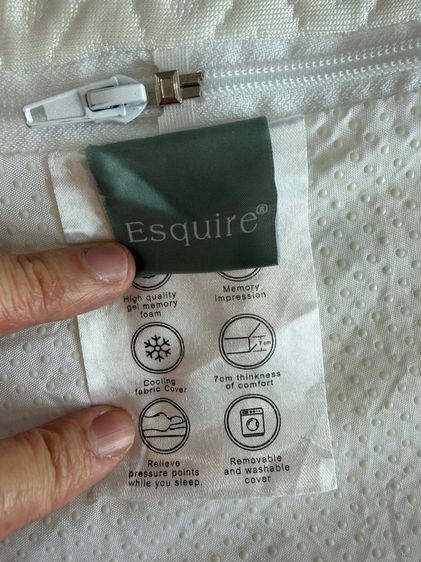 Esquire®
High quality
gel memory
foam
Memory
Impression
7cm
Cooling
fabric Cover
7cm thinkness
of comfort
Relieve
pressure points
while you sleep.
Removable
and washable
cover